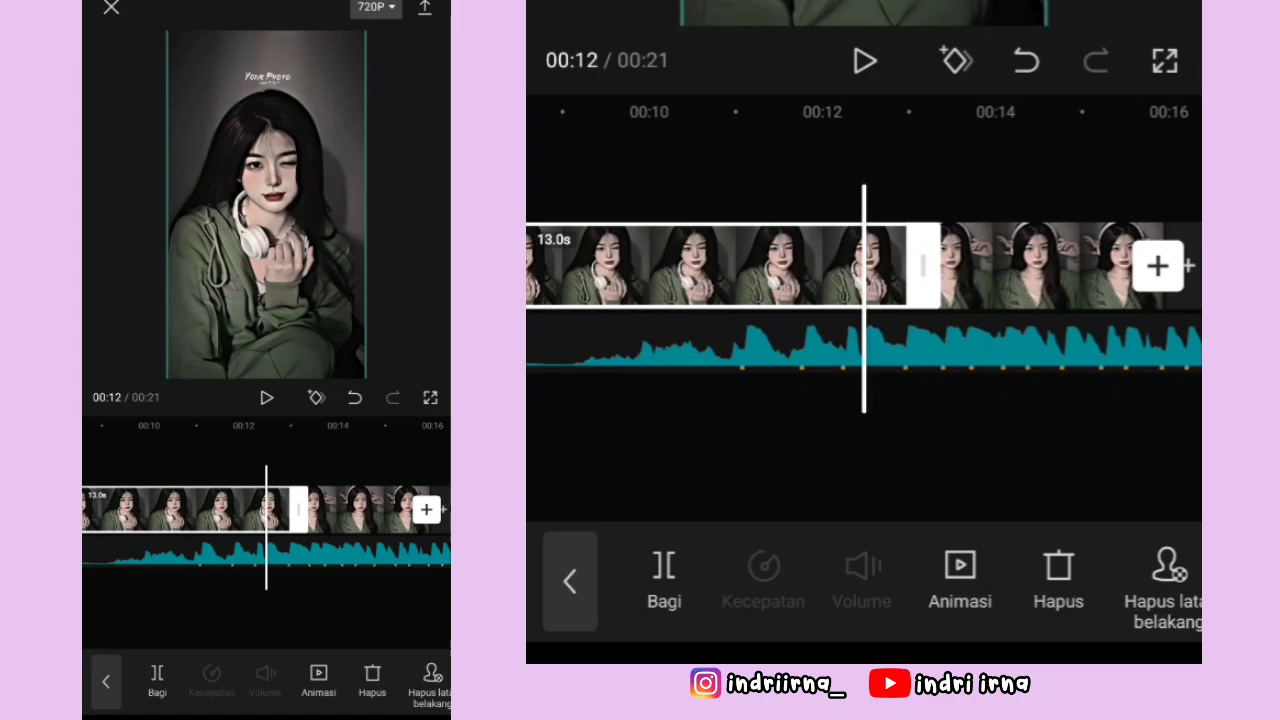 720P
Your Photo
00:12 / 00:21
00:10 00:12 00:14 00:16
13.0s
Bagi Kecepatan Volume Animasi Hapus Hapus lata
belakang
00:12 / 00:21
00:10 00:12 00:14 00:16
13.0s
Bagi Kecepatan Volume Animasi Hapus Hapus lata
belakang
indriirna_ indri irna